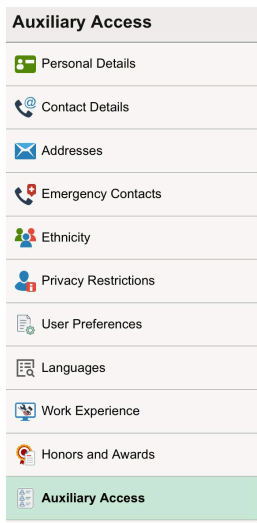 Auxiliary Access
Personal Details
Contact Details
Addresses
Emergency Contacts
Ethnicity
Privacy Restrictions
User Preferences
Languages
Work Experience
Honors and Awards
Auxiliary Access